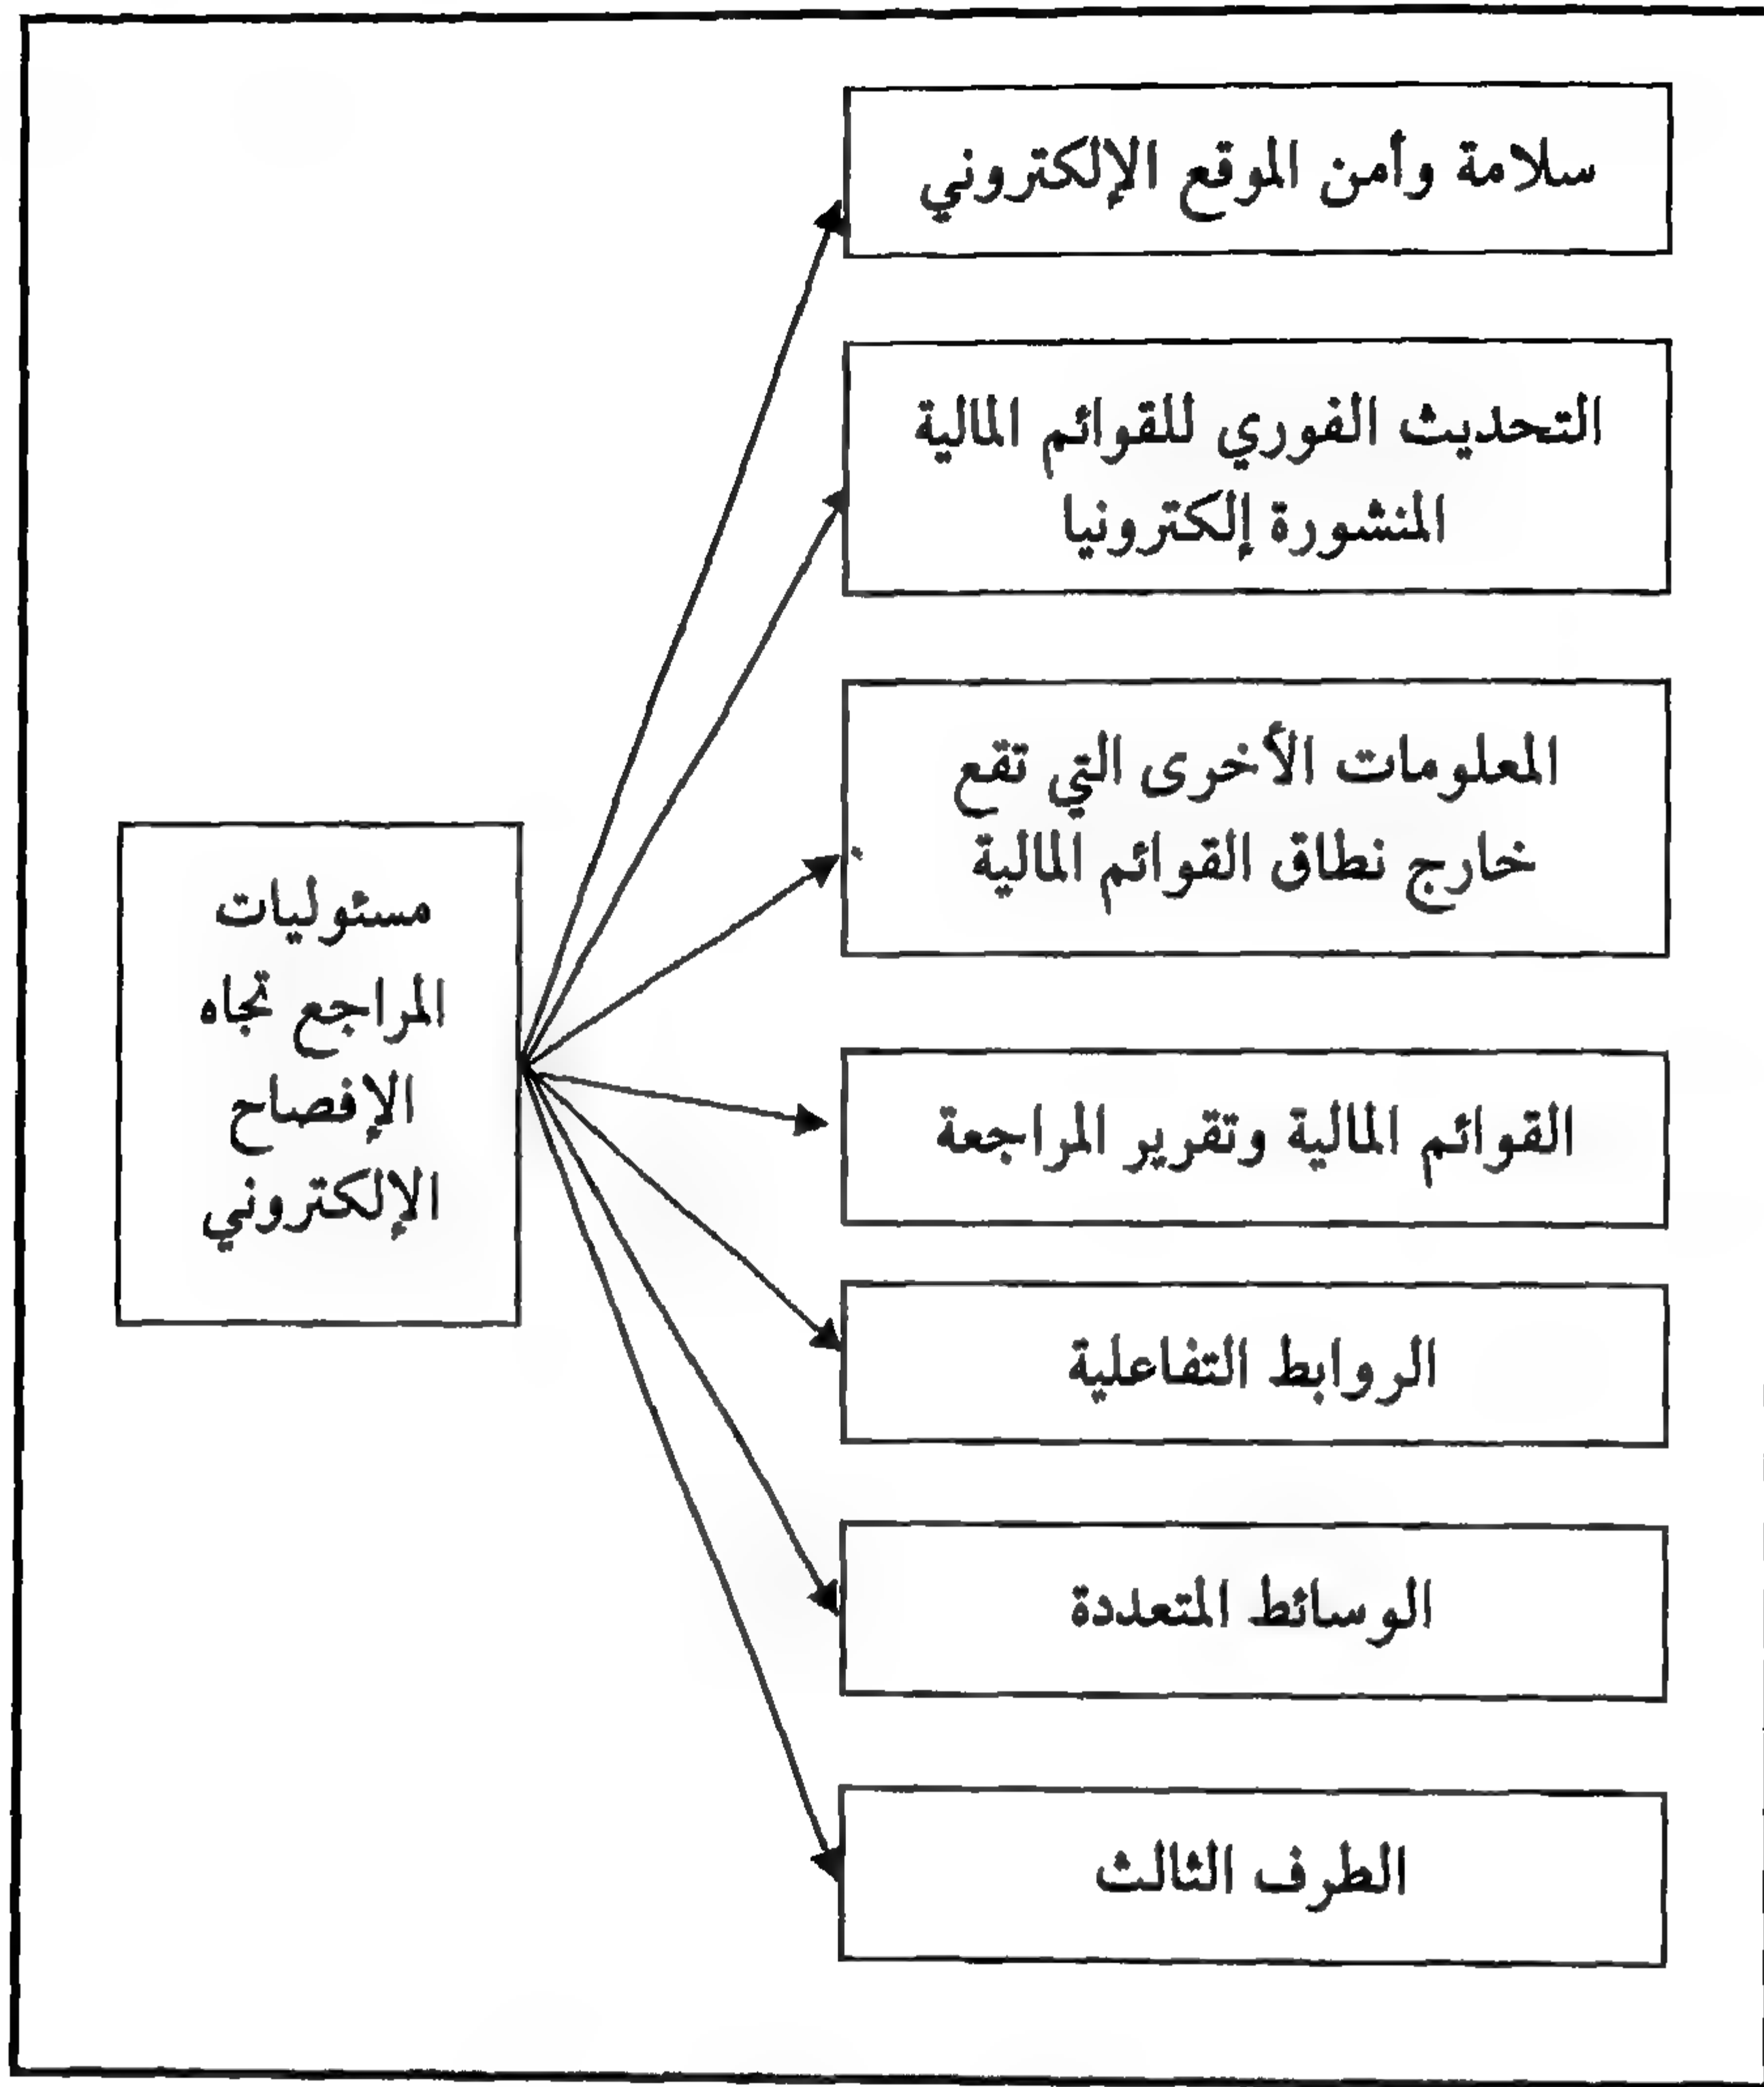 سلامة وأمن الموقع الإلكتروني
التحديث الفوري للقوائم المالية
المنشورة إلكترونيا
المعلومات الأخرى التي تقع
خارج نطاق القوائم المالية
مسئوليات
المراجع تجاه
الإفصاح
الإلكتروني
القوائم المالية وتقرير المراجعة
الروابط التفاعلية
الوسائط المتعددة
الطرف الثالث